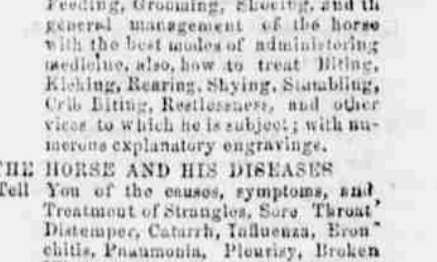 Feeding, Grooming, Shoeing, and th
general management of the horse
with the best modes of administering
medicine, also, how to treat Biting,
Kicking, Rearing, Shying, Stumbling,
Crib Biting, Restlessness, and other
vices to which he is subject; with nu-
merous explanatory engravings.
THE HORSE AND HIS DISEASES
Tell You of the causes, symptoms, and
Treatment of Strangles, Sore Throat
Distemper, Catarrh, Influenza, Bron
chitis, Pnaumonia, Pleurisy, Broken